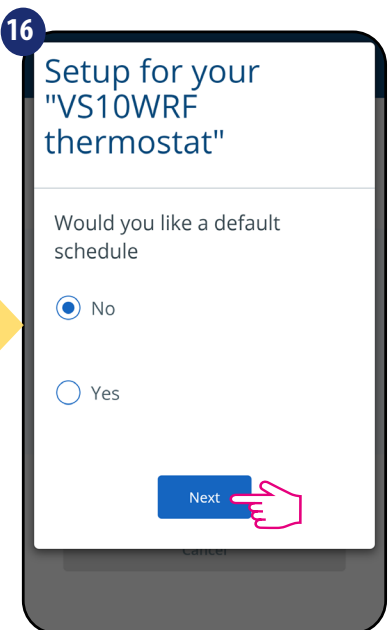 16
Setup for your
"VS10WRF
thermostat"
Would you like a default
schedule
No
Yes
Next
Cancel